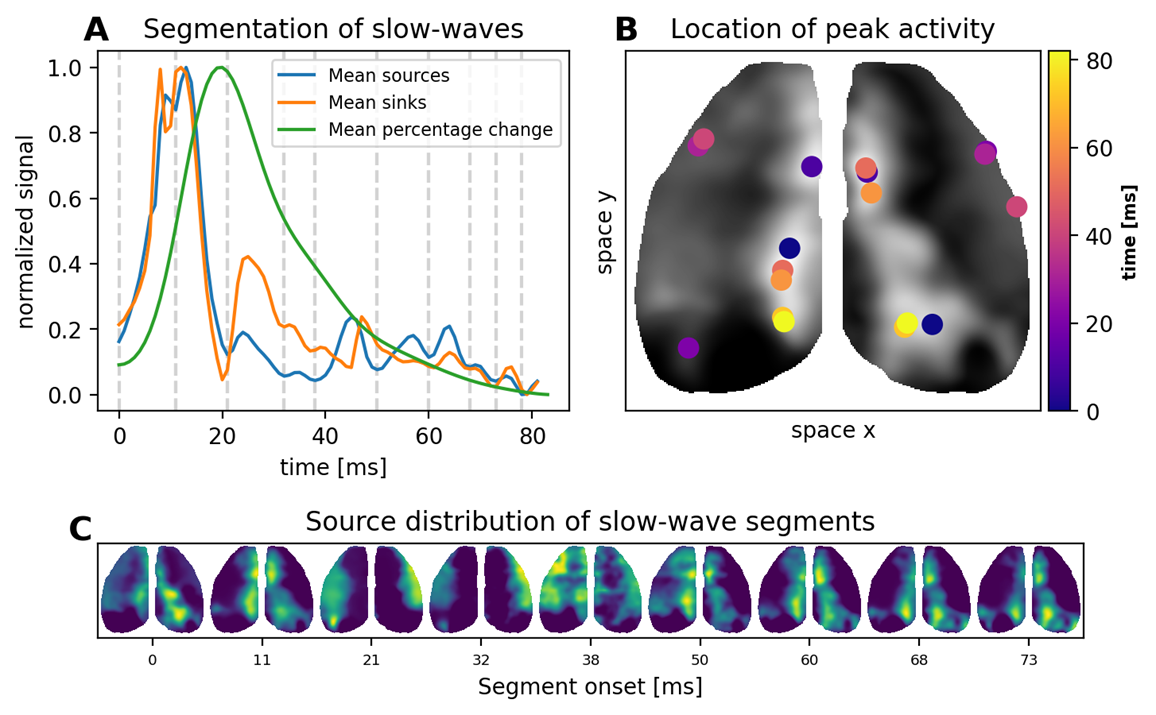 A Segmentation of slow-waves
1.0
0.8
0.6
0.4
0.2
0.0
normalized signal
Mean sources
Mean sinks
Mean percentage change
0 20 40 60 80
time [ms]
B Location of peak activity
space y
space x
80
60
40
20
0
time [ms]
C Source distribution of slow-wave segments
0 11 21 32 38 50 60 68 73
Segment onset [ms]